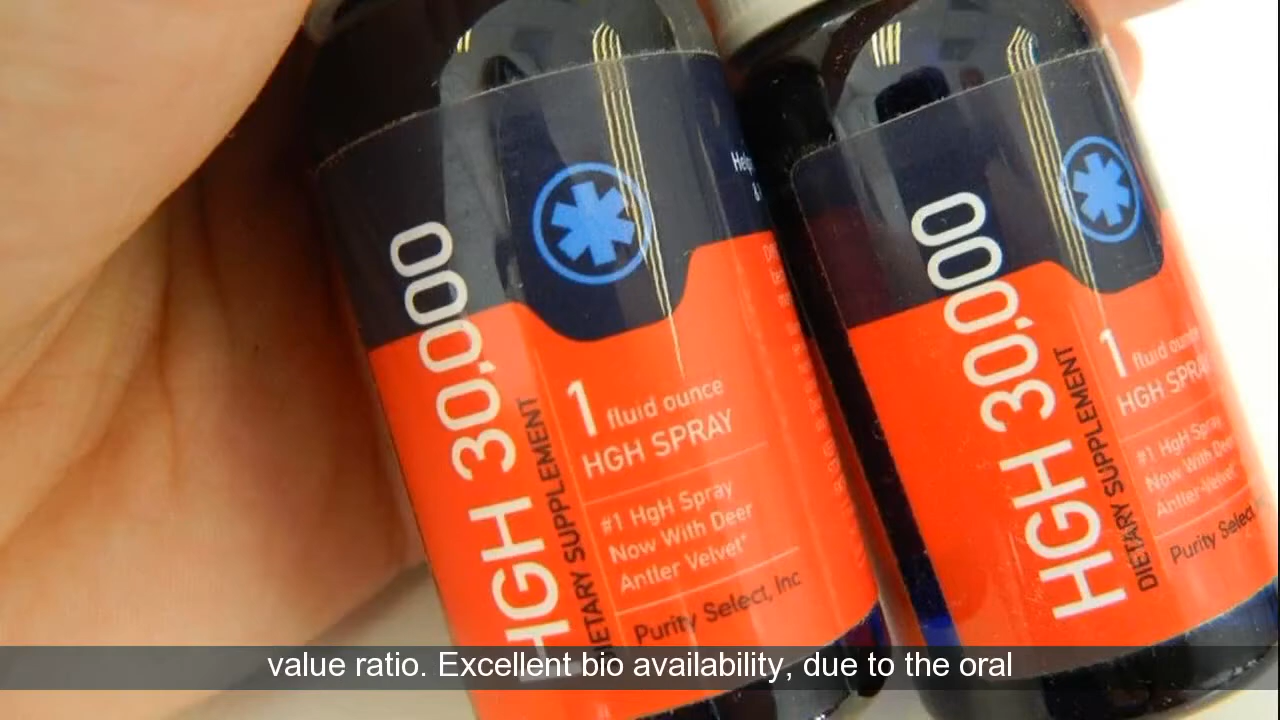 HGH 30,000
DIETARY SUPPLEMENT
1 fluid ounce
HGH SPRAY
#1 HgH Spray
Now With Deer
Antler Velvet*
Purity Select, Inc
HGH 30,000
DIETARY SUPPLEMENT
1 fluid ounce
HGH SPRAY
#1 HgH Spray
Now With Deer
Antler Velvet*
Purity Select,
value ratio. Excellent bio availability, due to the oral